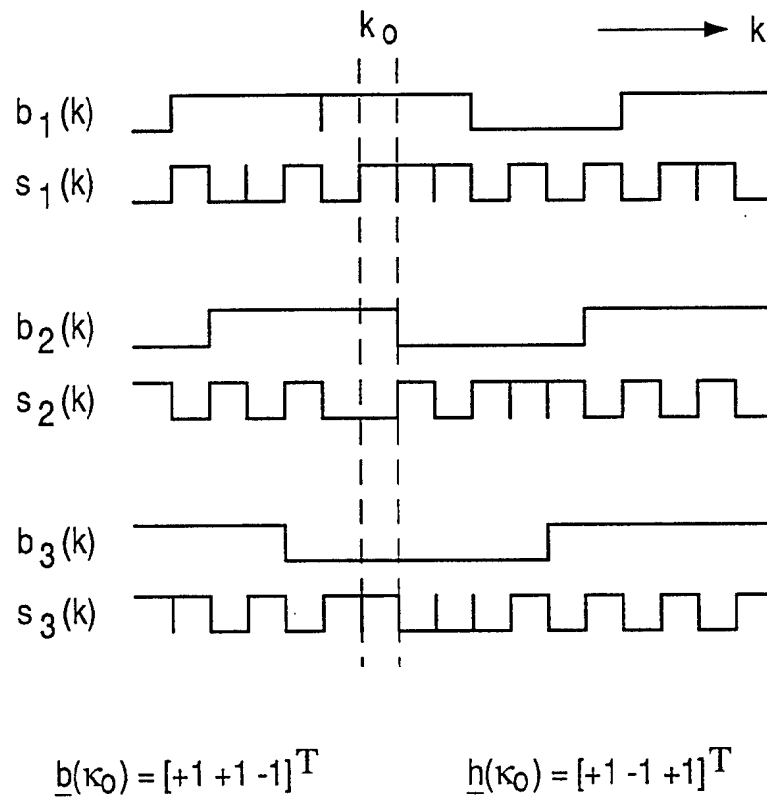 k₀ k
b₁(k)
s₁(k)
b₂(k)
s₂(k)
b₃(k)
s₃(k)
b(κ₀) = [+1 +1 -1]ᵀ h(κ₀) = [+1 -1 +1]ᵀ